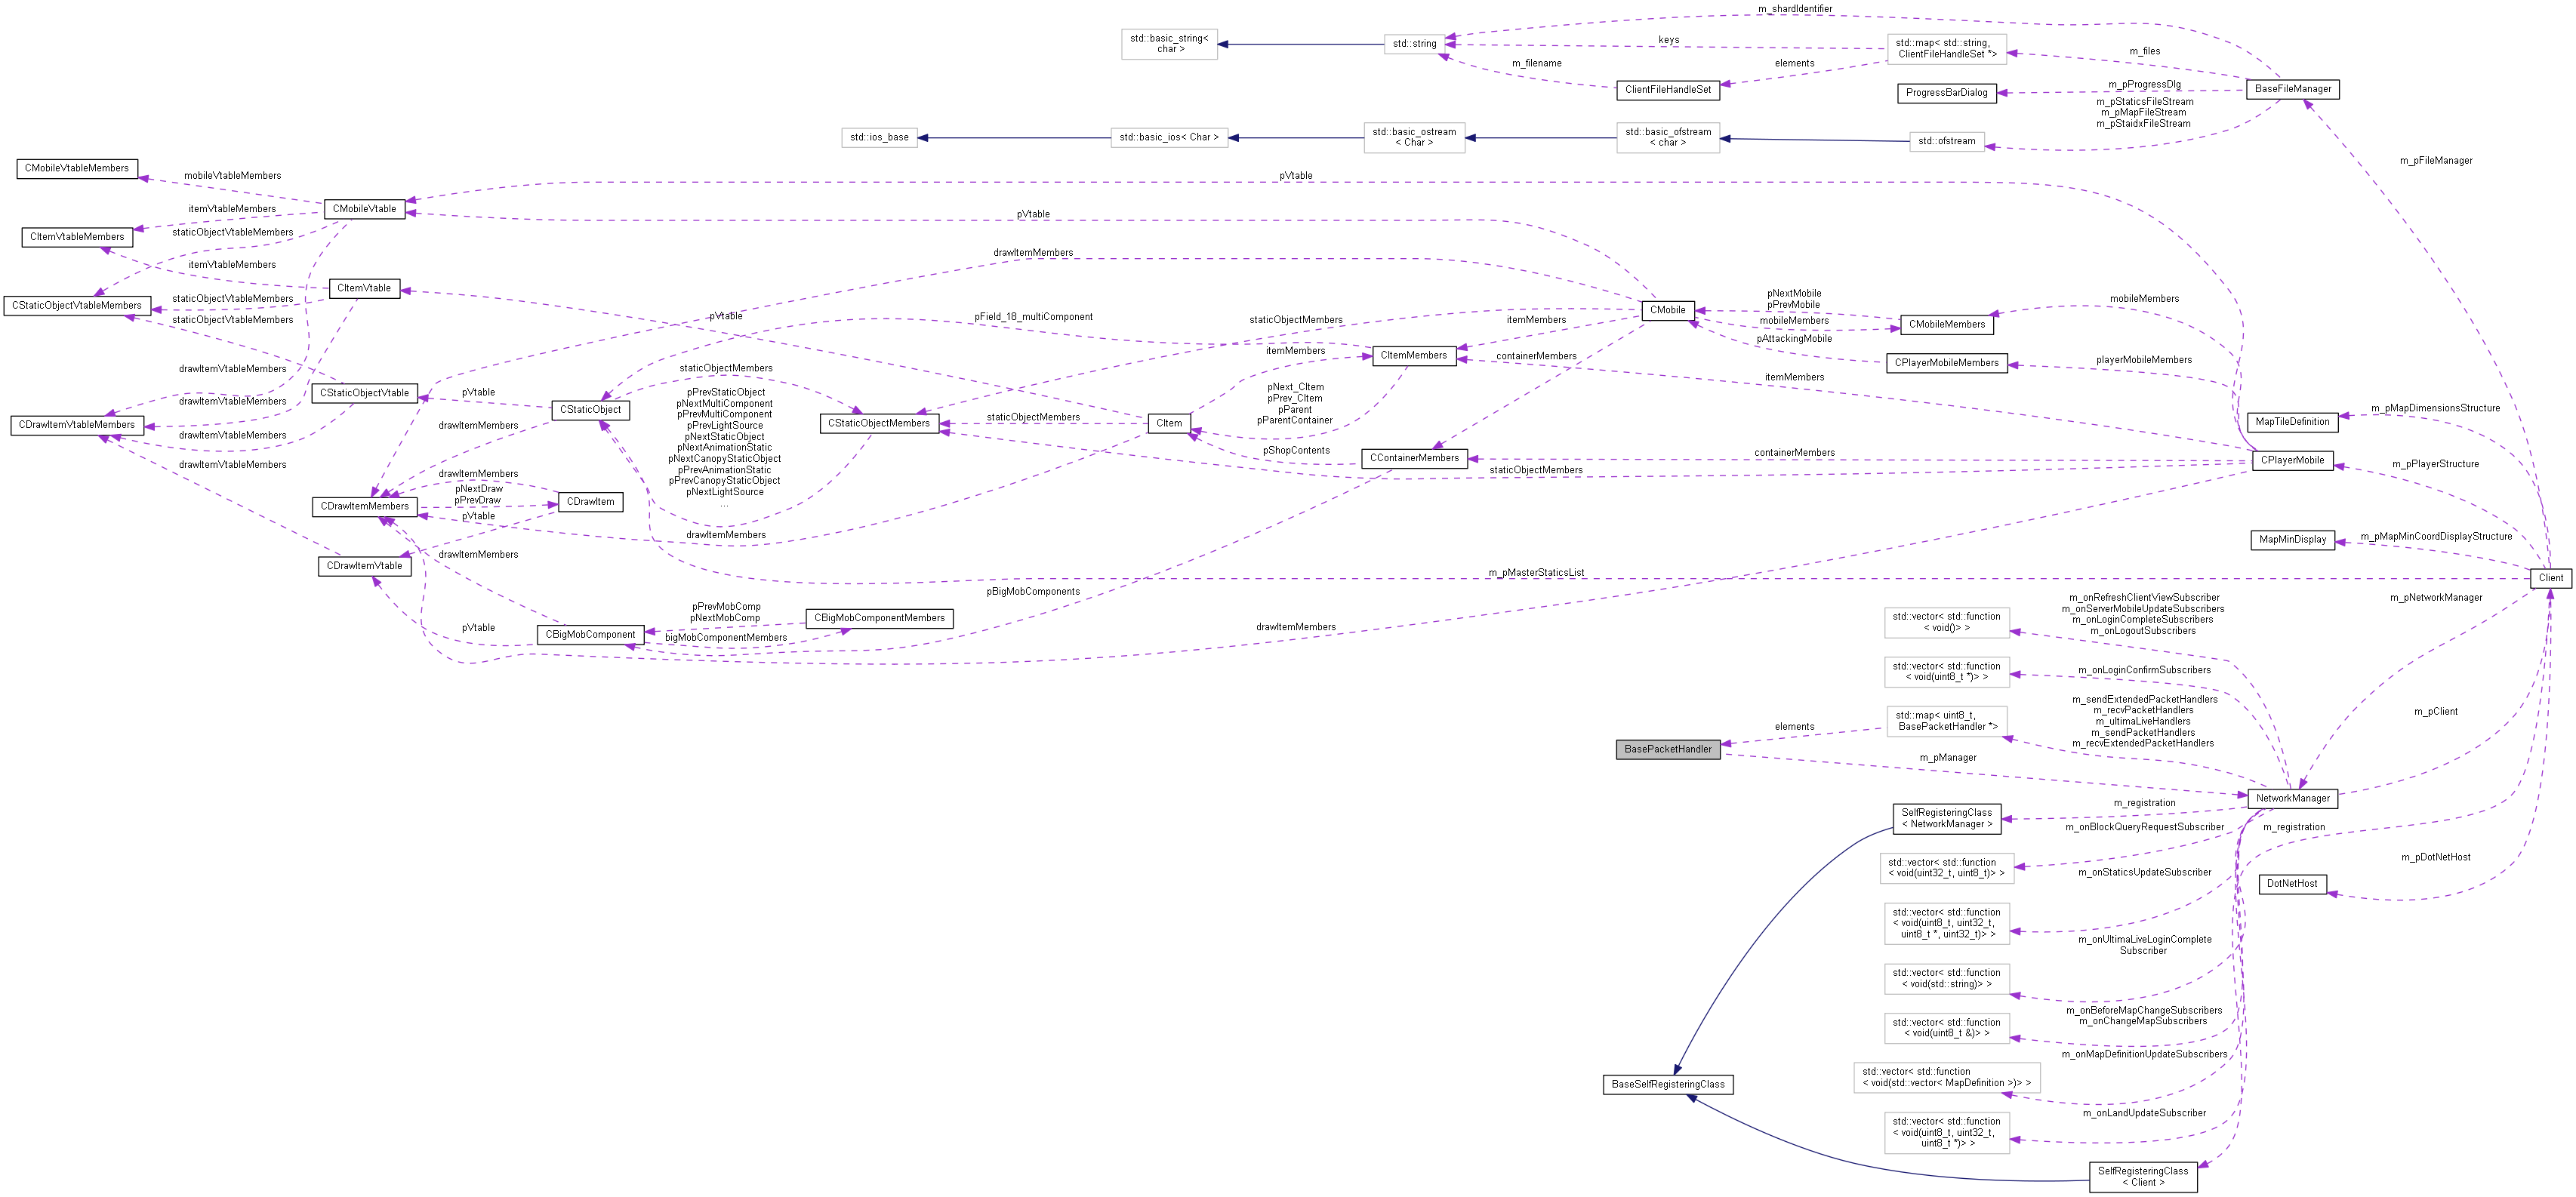 m_shardIdentifier
std::basic_string<
char >
std::string
keys
std::map< std::string,
ClientFileHandleSet *>
m_files
m_filename
elements
ClientFileHandleSet
ProgressBarDialog
m_pProgressDlg
BaseFileManager
m_pStaticsFileStream
m_pMapFileStream
m_pStaidxFileStream
std::ios_base
std::basic_ios< Char >
std::basic_ostream
< Char >
std::basic_ofstream
< char >
std::ofstream
m_pFileManager
CMobileVtableMembers
mobileVtableMembers
pVtable
CMobileVtable
itemVtableMembers
pVtable
CItemVtableMembers
staticObjectVtableMembers
drawItemMembers
itemVtableMembers
CItemVtable
CStaticObjectVtableMembers
staticObjectVtableMembers
staticObjectVtableMembers
pVtable
pField_18_multiComponent
staticObjectMembers
CMobile
pNextMobile
pPrevMobile
mobileMembers
mobileMembers
CMobileMembers
itemMembers
pAttackingMobile
itemMembers
CItemMembers
containerMembers
CPlayerMobileMembers
playerMobileMembers
drawItemVtableMembers
staticObjectMembers
itemMembers
CStaticObjectVtable
pVtable
CStaticObject
pPrevStaticObject
pNextMultiComponent
pPrevMultiComponent
pPrevLightSource
pNextStaticObject
pNextAnimationStatic
pNextCanopyStaticObject
pPrevAnimationStatic
pPrevCanopyStaticObject
pNextLightSource
...
pNext_CItem
pPrev_CItem
pParent
pParentContainer
drawItemVtableMembers
CDrawItemVtableMembers
drawItemMembers
CStaticObjectMembers
staticObjectMembers
CItem
MapTileDefinition
m_pMapDimensionsStructure
drawItemVtableMembers
pShopContents
CContainerMembers
containerMembers
CPlayerMobile
m_pPlayerStructure
drawItemVtableMembers
drawItemMembers
staticObjectMembers
pNextDraw
pPrevDraw
CDrawItem
CDrawItemMembers
pVtable
drawItemMembers
MapMinDisplay
m_pMapMinCoordDisplayStructure
drawItemMembers
CDrawItemVtable
m_pMasterStaticsList
Client
pBigMobComponents
pPrevMobComp
pNextMobComp
CBigMobComponentMembers
pVtable
CBigMobComponent
bigMobComponentMembers
drawItemMembers
m_onRefreshClientViewSubscriber
m_onServerMobileUpdateSubscribers
m_onLoginCompleteSubscribers
m_onLogoutSubscribers
std::vector< std::function
< void()> >
m_pNetworkManager
std::vector< std::function
< void(uint8_t *)> >
m_onLoginConfirmSubscribers
m_sendExtendedPacketHandlers
m_recvPacketHandlers
m_ultimaLiveHandlers
m_sendPacketHandlers
m_recvExtendedPacketHandlers
std::map< uint8_t,
BasePacketHandler *>
elements
m_pClient
BasePacketHandler
m_pManager
NetworkManager
SelfRegisteringClass
< NetworkManager >
m_registration
m_onBlockQueryRequestSubscriber
m_registration
std::vector< std::function
< void(uint32_t, uint8_t)> >
m_onStaticsUpdateSubscriber
m_pDotNetHost
DotNetHost
std::vector< std::function
< void(uint8_t, uint32_t,
uint8_t *, uint32_t)> >
m_onUltimaLiveLoginComplete
Subscriber
std::vector< std::function
< void(std::string)> >
m_onBeforeMapChangeSubscribers
m_onChangeMapSubscribers
std::vector< std::function
< void(uint8_t &)> >
m_onMapDefinitionUpdateSubscribers
std::vector< std::function
< void(std::vector< MapDefinition >)> >
BaseSelfRegisteringClass
m_onLandUpdateSubscriber
std::vector< std::function
< void(uint8_t, uint32_t,
uint8_t *)> >
SelfRegisteringClass
< Client >